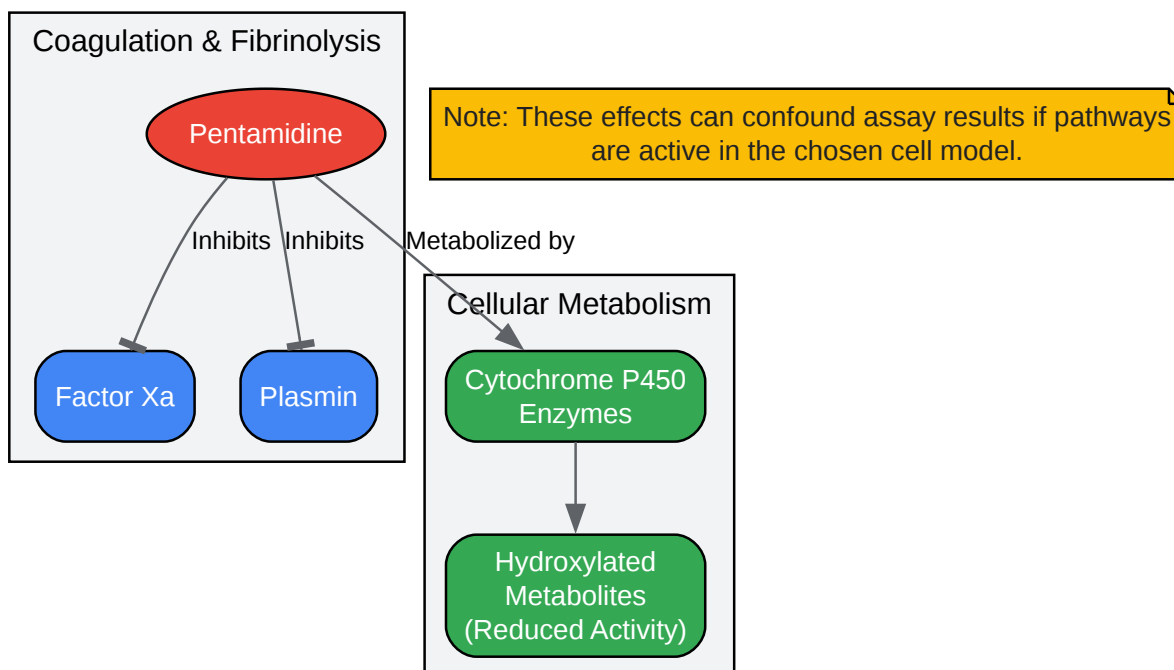 Coagulation & Fibrinolysis
Pentamidine
Note: These effects can confound assay results if pathways
are active in the chosen cell model.
Inhibits
Inhibits
Metabolized by
Cellular Metabolism
Factor Xa
Plasmin
Cytochrome P450
Enzymes
Hydroxylated
Metabolites
(Reduced Activity)